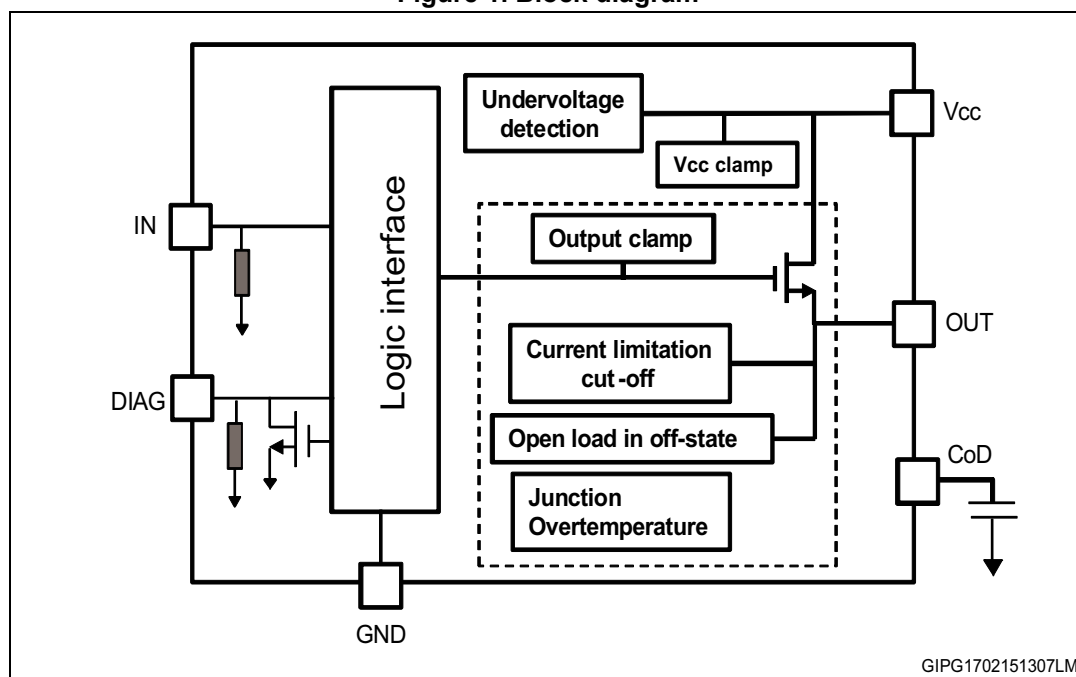 Figure 1. Block diagram
Undervoltage
detection
Vcc
Vcc clamp
IN
Logic interface
Output clamp
OUT
Current limitation
cut-off
DIAG
Open load in off-state
CoD
Junction
Overtemperature
GND
GIPG1702151307LM